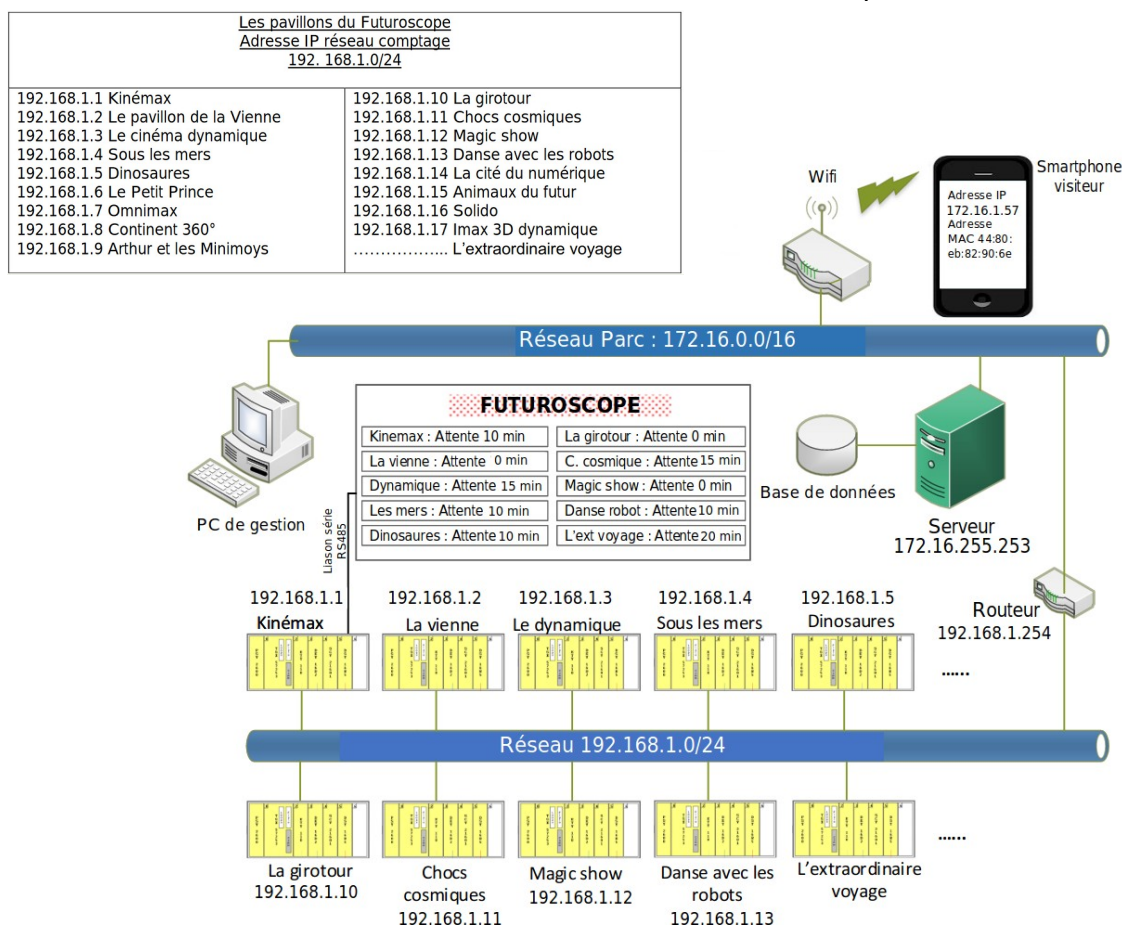 Les pavillons du Futuroscope
Adresse IP réseau comptage
192. 168.1.0/24
192.168.1.1 Kinémax
192.168.1.2 Le pavillon de la Vienne
192.168.1.3 Le cinéma dynamique
192.168.1.4 Sous les mers
192.168.1.5 Dinosaures
192.168.1.6 Le Petit Prince
192.168.1.7 Omnimax
192.168.1.8 Continent 360°
192.168.1.9 Arthur et les Minimoys
192.168.1.10 La girotour
192.168.1.11 Chocs cosmiques
192.168.1.12 Magic show
192.168.1.13 Danse avec les robots
192.168.1.14 La cité du numérique
192.168.1.15 Animaux du futur
192.168.1.16 Solido
192.168.1.17 Imax 3D dynamique
……………... L'extraordinaire voyage
Wifi
Smartphone
visiteur
Adresse IP
172.16.1.57
Adresse
MAC 44:80:
eb:82:90:6e
Réseau Parc : 172.16.0.0/16
PC de gestion
Liason série
RS485
FUTUROSCOPE
Kinemax : Attente 10 min
La girotour : Attente 0 min
La vienne : Attente 0 min
C. cosmique : Attente 15 min
Dynamique : Attente 15 min
Magic show : Attente 0 min
Les mers : Attente 10 min
Danse robot : Attente 10 min
Dinosaures : Attente 10 min
L'ext voyage : Attente 20 min
Base de données
Serveur
172.16.255.253
Routeur
192.168.1.254
192.168.1.1
Kinémax
192.168.1.2
La vienne
192.168.1.3
Le dynamique
192.168.1.4
Sous les mers
192.168.1.5
Dinosaures
......
Réseau 192.168.1.0/24
La girotour
192.168.1.10
Chocs
cosmiques
192.168.1.11
Magic show
192.168.1.12
Danse avec les
robots
192.168.1.13
L'extraordinaire
voyage
......